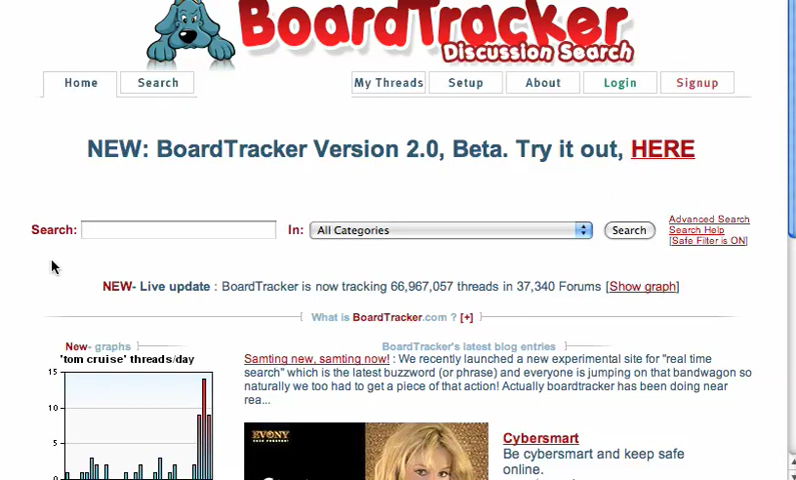 BoardTracker
Discussion Search
Home Search My Threads Setup About Login Signup
NEW: BoardTracker Version 2.0, Beta. Try it out, HERE
Search: In: All Categories Search
Advanced Search
Search Help
[Safe Filter is ON]
NEW- Live update : BoardTracker is now tracking 66,967,057 threads in 37,340 Forums [Show graph]
What is BoardTracker.com ? [+]
New- graphs
'tom cruise' threads/day
15
10
5
BoardTracker's latest blog entries
Samting new, samting now! : We recently launched a new experimental site for "real time
search" which is the latest buzzword (or phrase) and everyone is jumping on that bandwagon so
naturally we too had to get a piece of that action! Actually boardtracker has been doing near
rea...
EVONY
Cybersmart
Be cybersmart and keep safe
online.